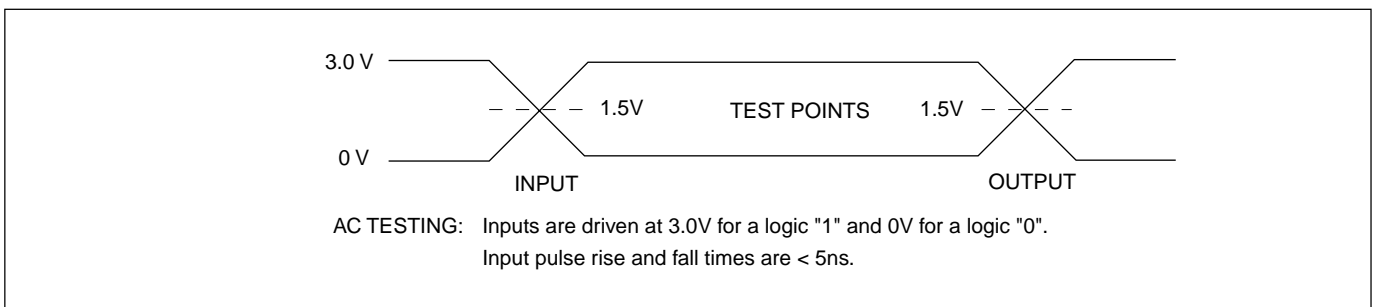 3.0 V
1.5V TEST POINTS 1.5V
0 V
INPUT OUTPUT
AC TESTING: Inputs are driven at 3.0V for a logic "1" and 0V for a logic "0".
Input pulse rise and fall times are < 5ns.